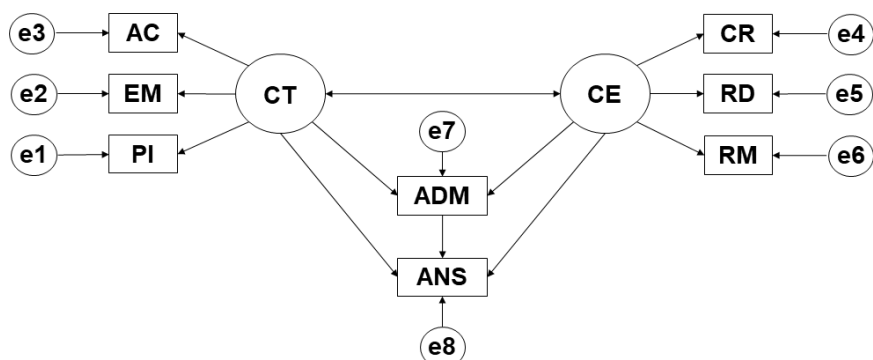 e3 AC CR e4
e2 EM CT CE RD e5
e7
e1 PI RM e6
ADM
ANS
e8